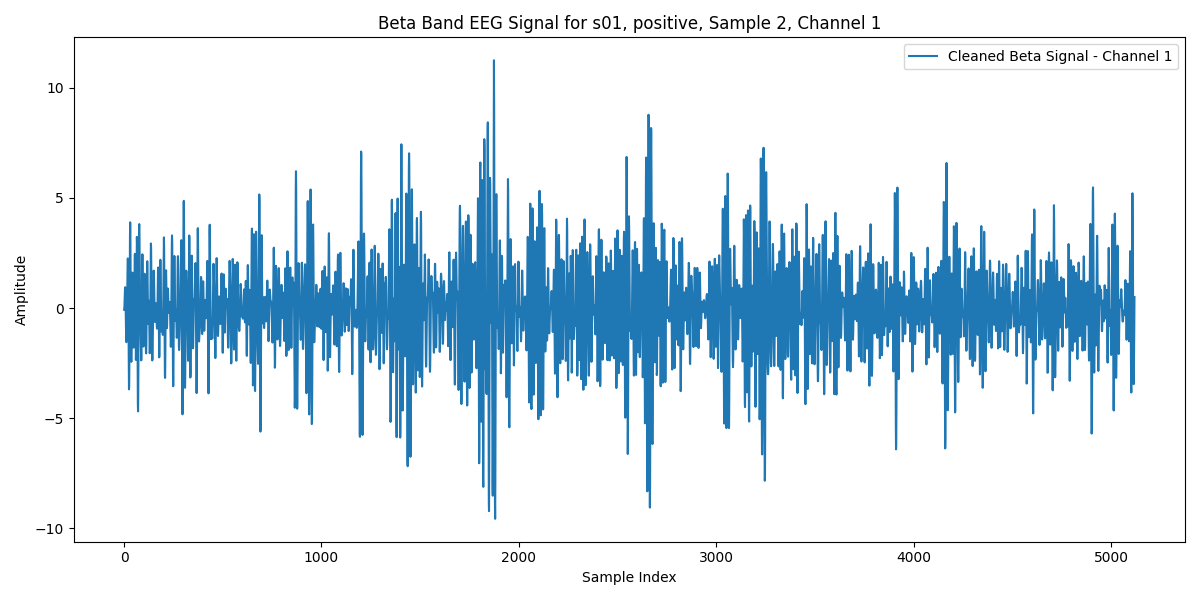 Beta Band EEG Signal for s01, positive, Sample 2, Channel 1
Cleaned Beta Signal - Channel 1
Amplitude
10
5
0
−5
−10
0 1000 2000 3000 4000 5000
Sample Index